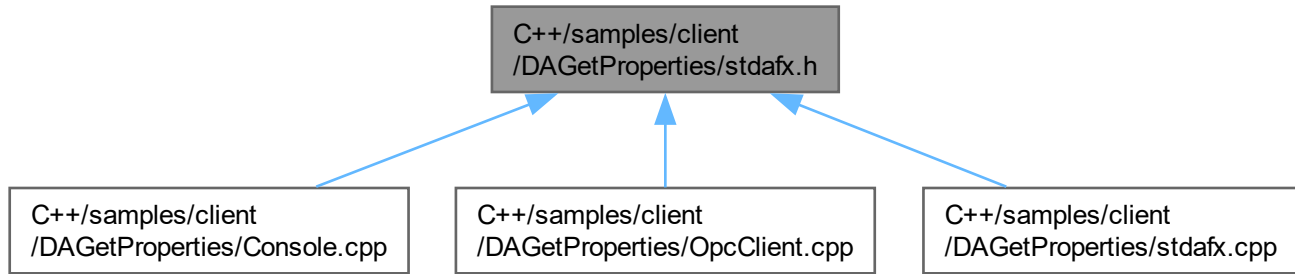 C++/samples/client
/DAGetProperties/stdafx.h
C++/samples/client
/DAGetProperties/Console.cpp
C++/samples/client
/DAGetProperties/OpcClient.cpp
C++/samples/client
/DAGetProperties/stdafx.cpp